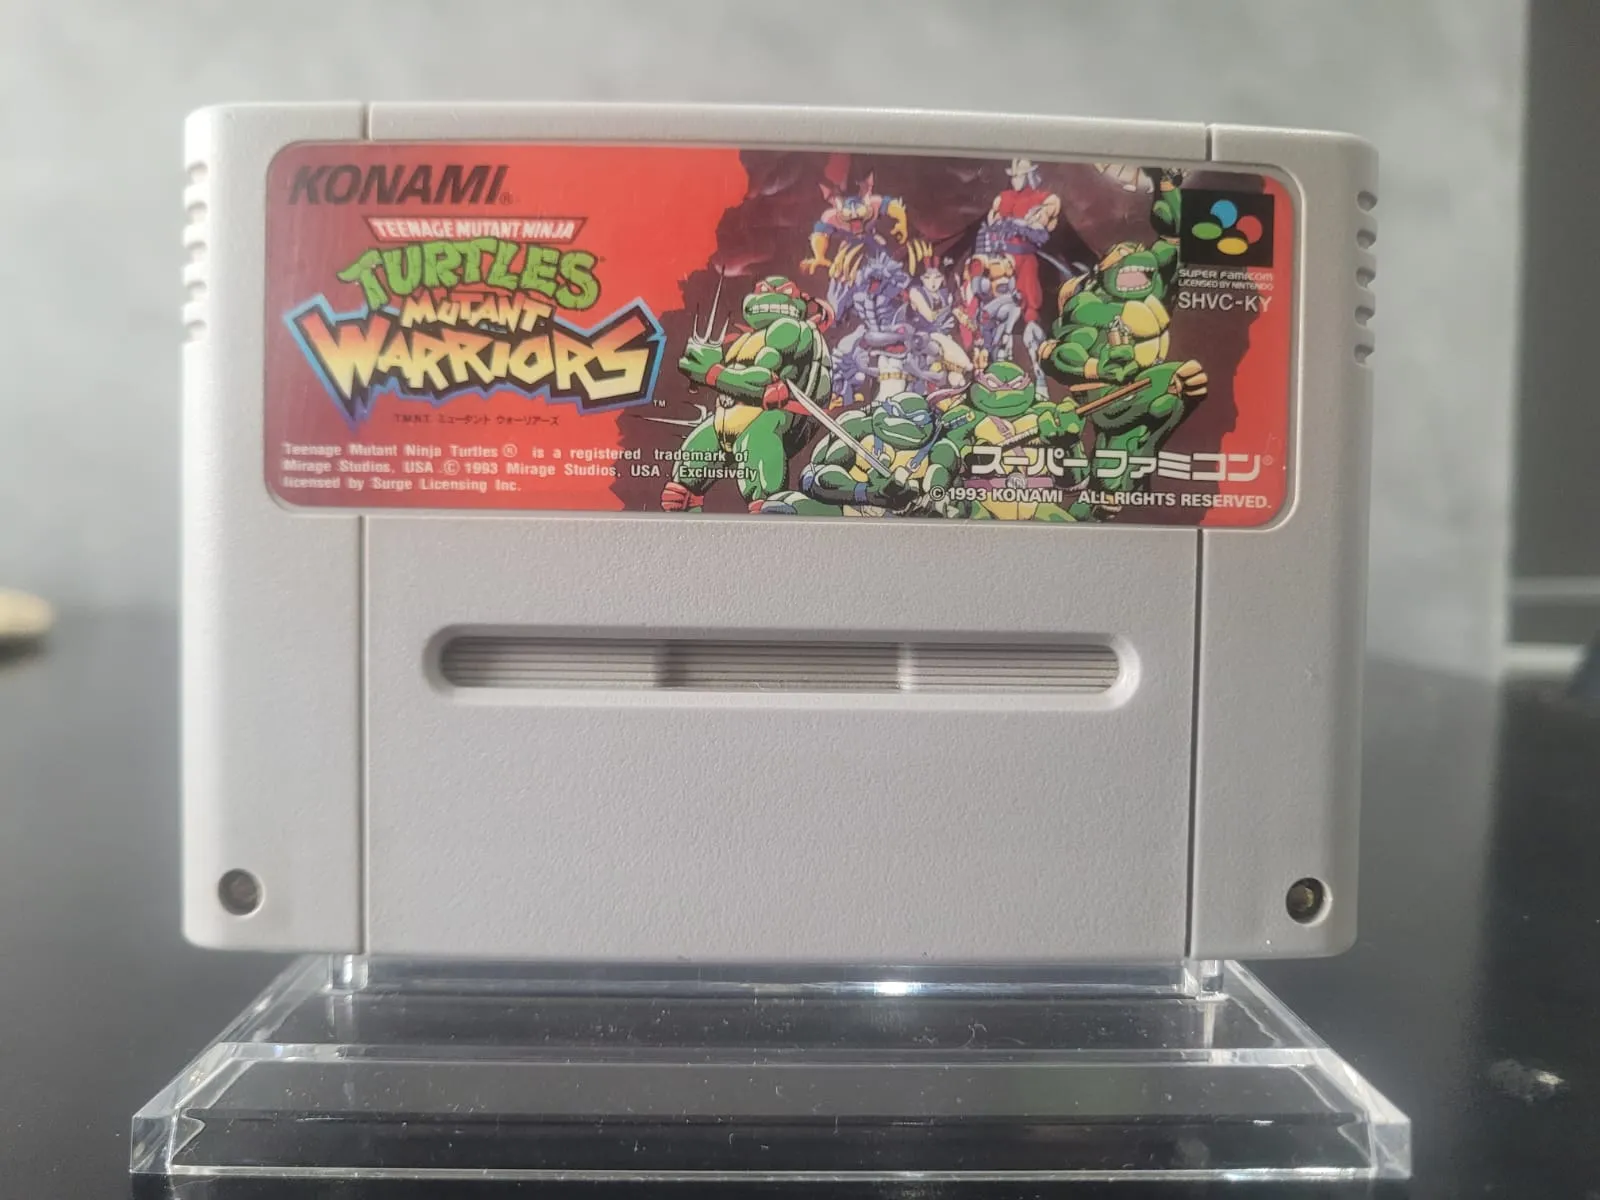 KONAMI®
TEENAGE MUTANT NINJA
TURTLES
MUTANT
WARRIORS™
T.M.N.T. ミュータント ウォーリアーズ
Teenage Mutant Ninja Turtles® is a registered trademark of
Mirage Studios, USA .© 1993 Mirage Studios, USA . Exclusively
licensed by Surge Licensing Inc.
SUPER FAMICOM
LICENSED BY NINTENDO
SHVC-KY
スーパーファミコン®
©1993 KONAMI ALL RIGHTS RESERVED.